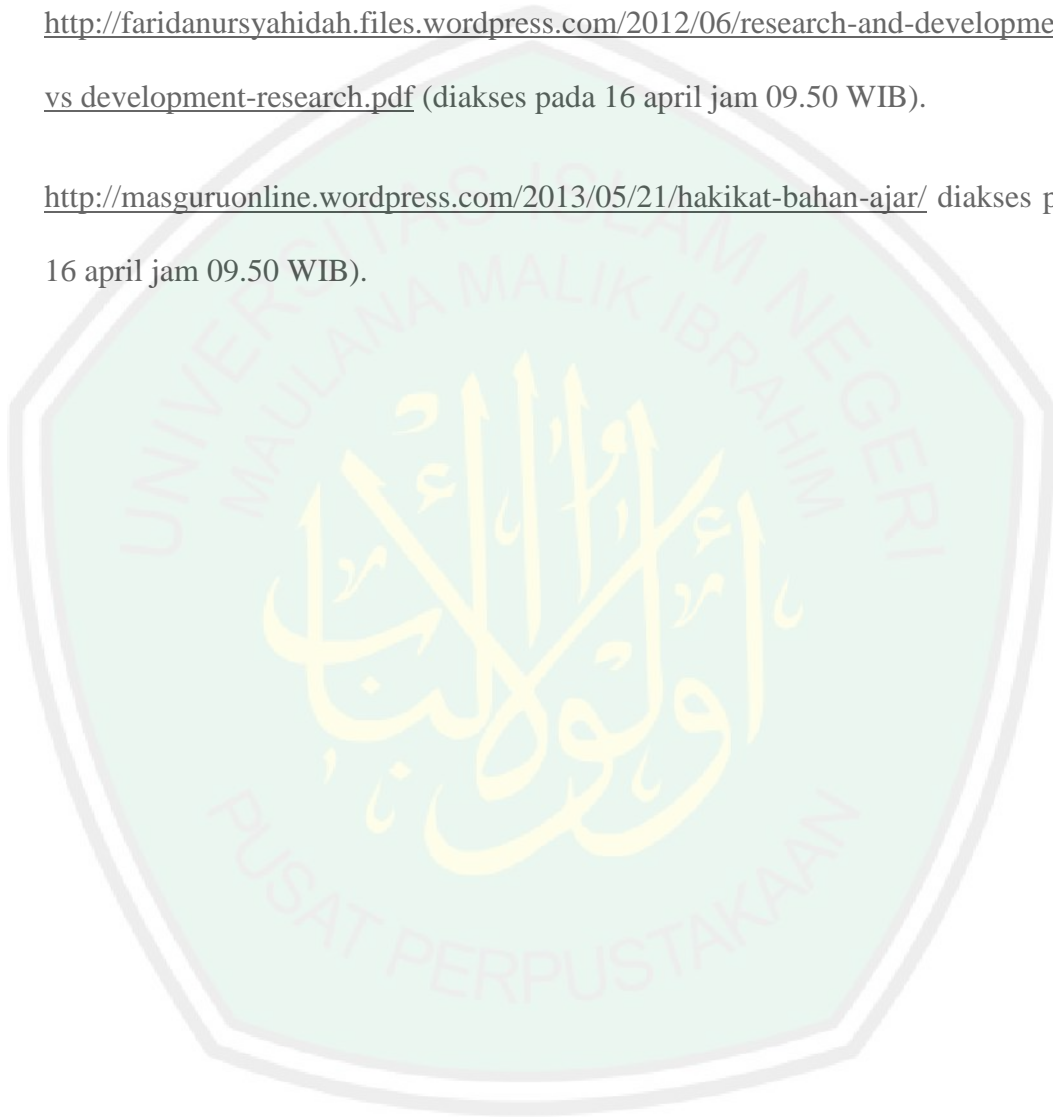 http://faridanursyahidah.files.wordpress.com/2012/06/research-and-developme
vs development-research.pdf (diakses pada 16 april jam 09.50 WIB).
http://masguruonline.wordpress.com/2013/05/21/hakikat-bahan-ajar/ diakses p
16 april jam 09.50 WIB).
UNIVERSITAS ISLAM NEGERI
MAULANA MALIK IBRAHIM
أولوا الألباب
PUSAT PERPUSTAKAAN